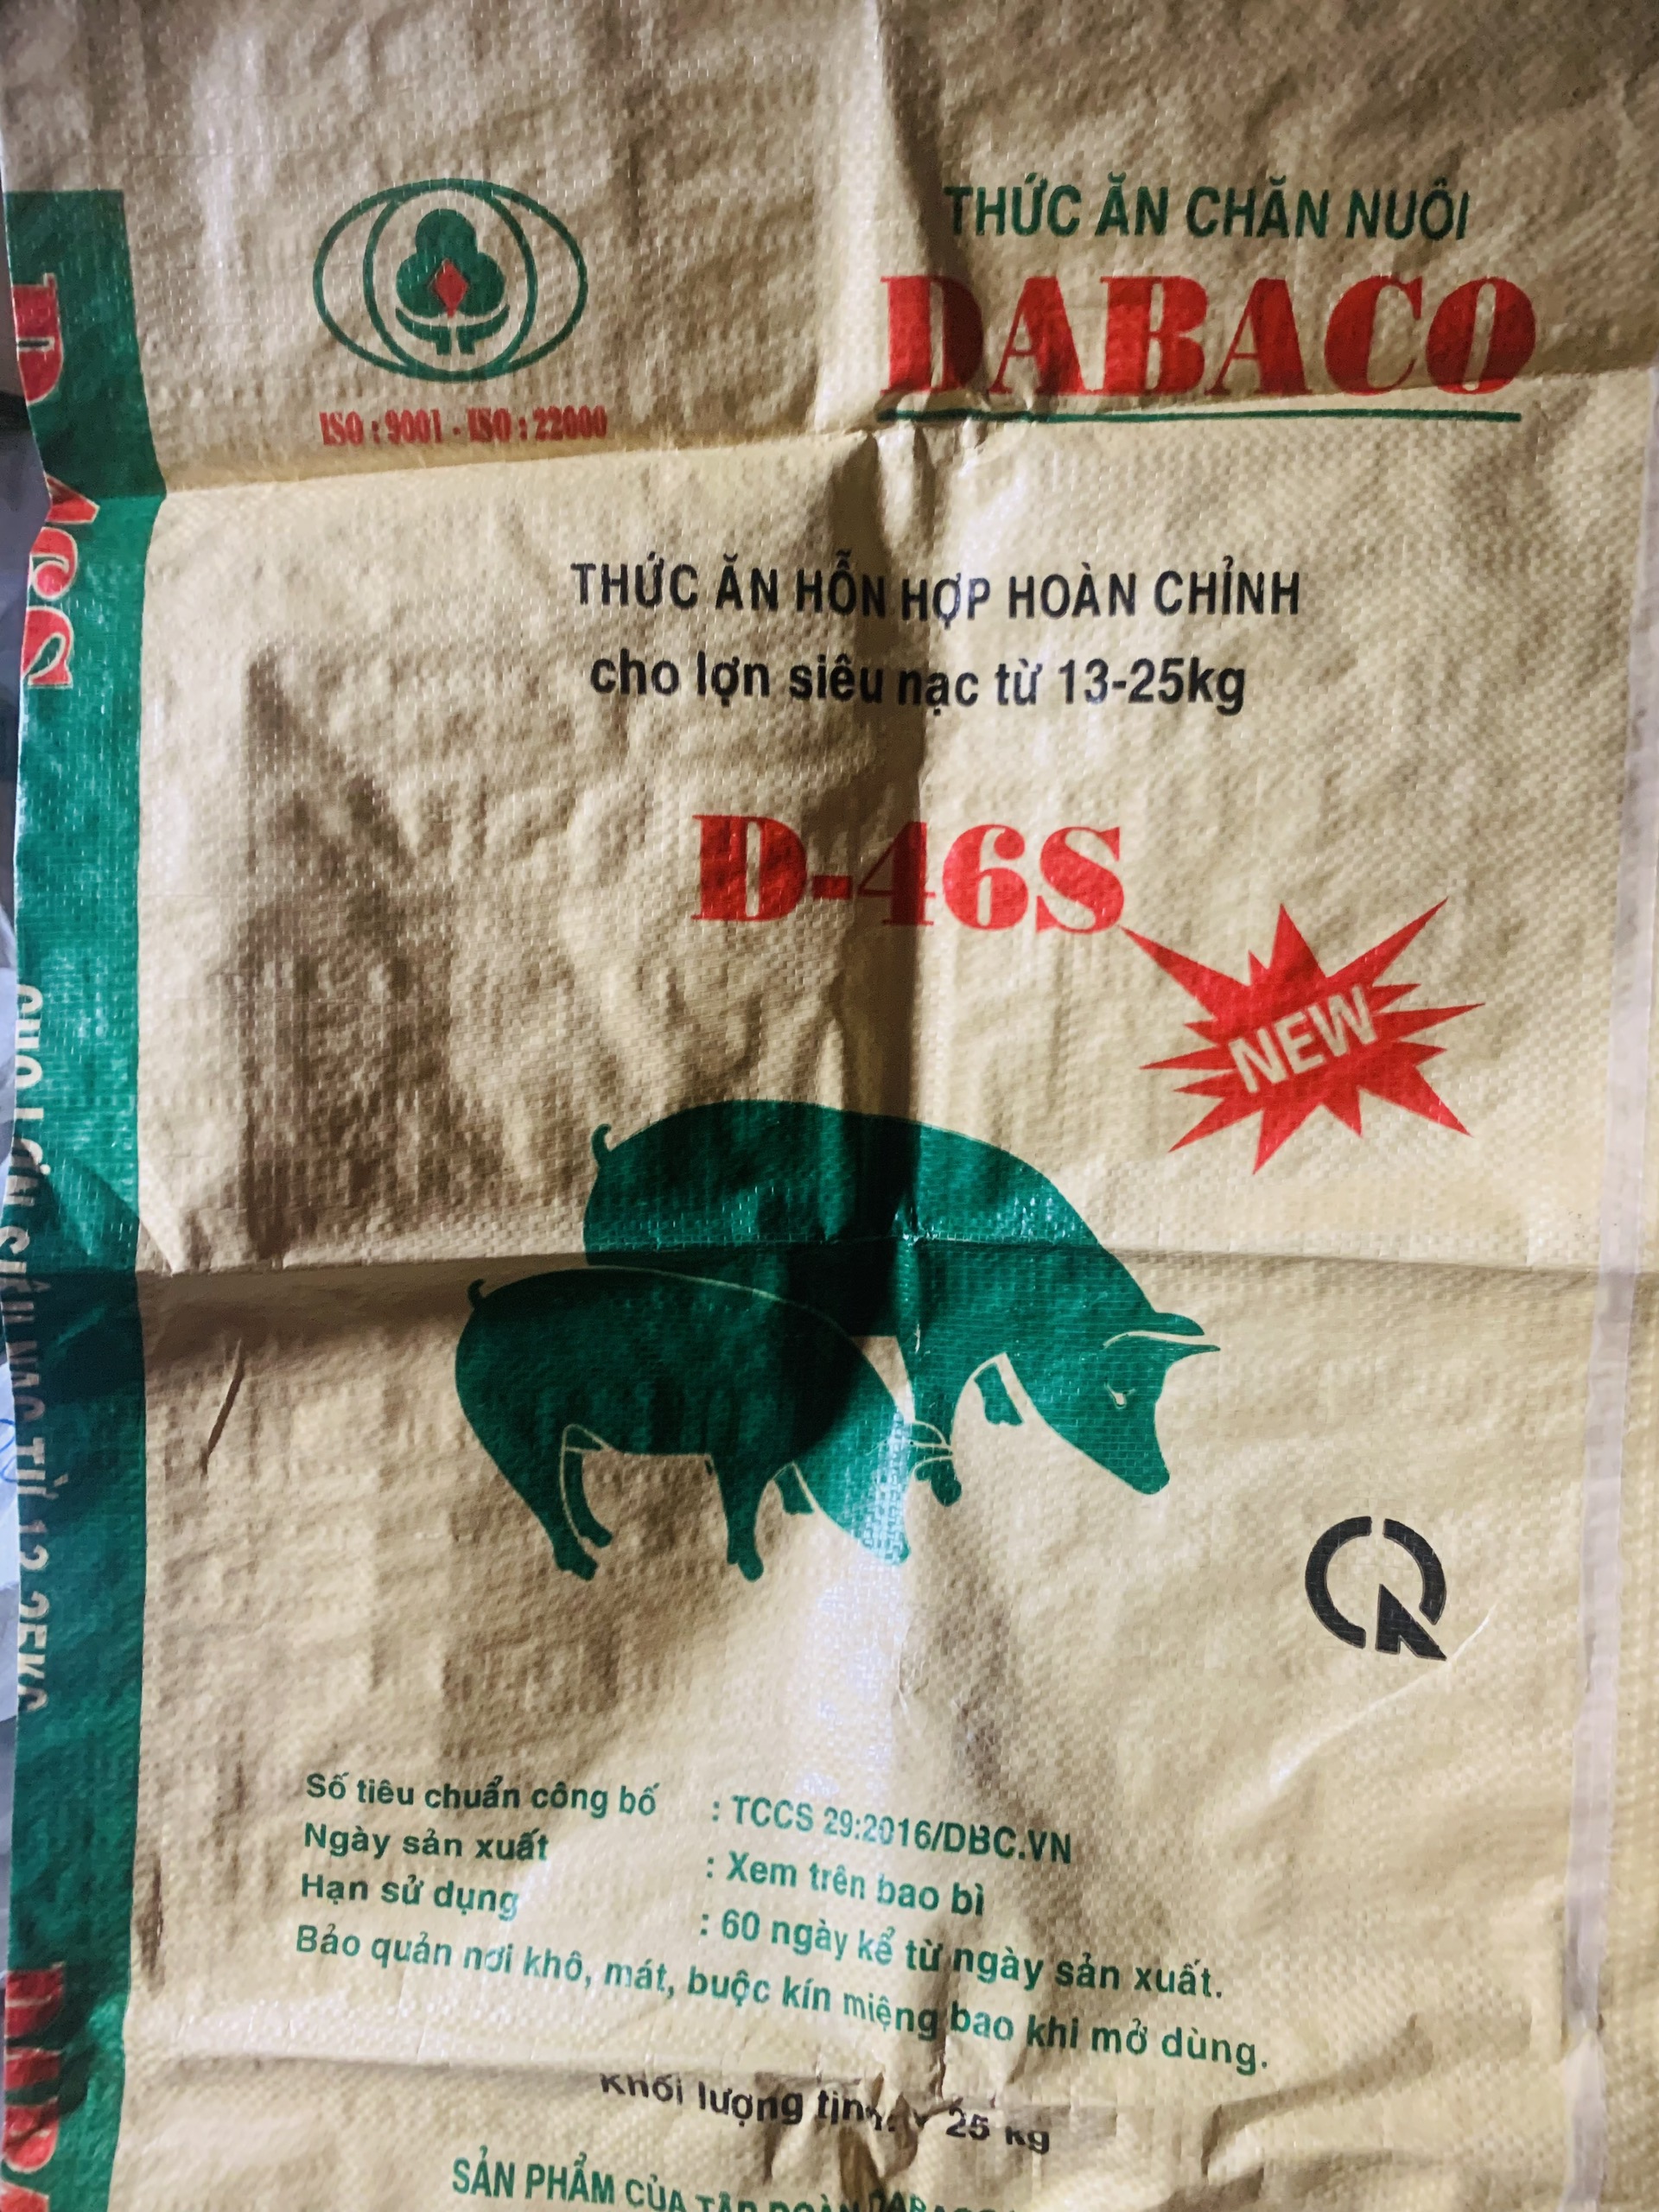 THỨC ĂN CHĂN NUÔI
DABACO
ISO : 9001 - ISO : 22000
THỨC ĂN HỖN HỢP HOÀN CHỈNH
cho lợn siêu nạc từ 13-25kg
D-46S
NEW
Số tiêu chuẩn công bố : TCCS 29:2016/DBC.VN
Ngày sản xuất : Xem trên bao bì
Hạn sử dụng : 60 ngày kể từ ngày sản xuất.
Bảo quản nơi khô, mát, buộc kín miệng bao khi mở dùng.
Khối lượng tịnh: 25 kg
SẢN PHẨM CỦA TẬP ĐOÀN DABACO